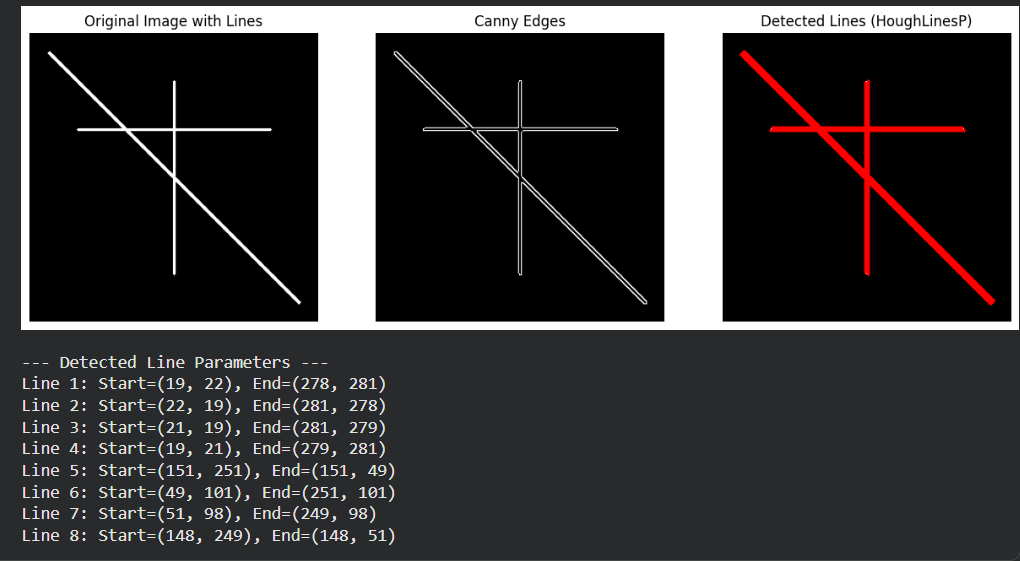 Original Image with Lines
Canny Edges
Detected Lines (HoughLinesP)
--- Detected Line Parameters ---
Line 1: Start=(19, 22), End=(278, 281)
Line 2: Start=(22, 19), End=(281, 278)
Line 3: Start=(21, 19), End=(281, 279)
Line 4: Start=(19, 21), End=(279, 281)
Line 5: Start=(151, 251), End=(151, 49)
Line 6: Start=(49, 101), End=(251, 101)
Line 7: Start=(51, 98), End=(249, 98)
Line 8: Start=(148, 249), End=(148, 51)